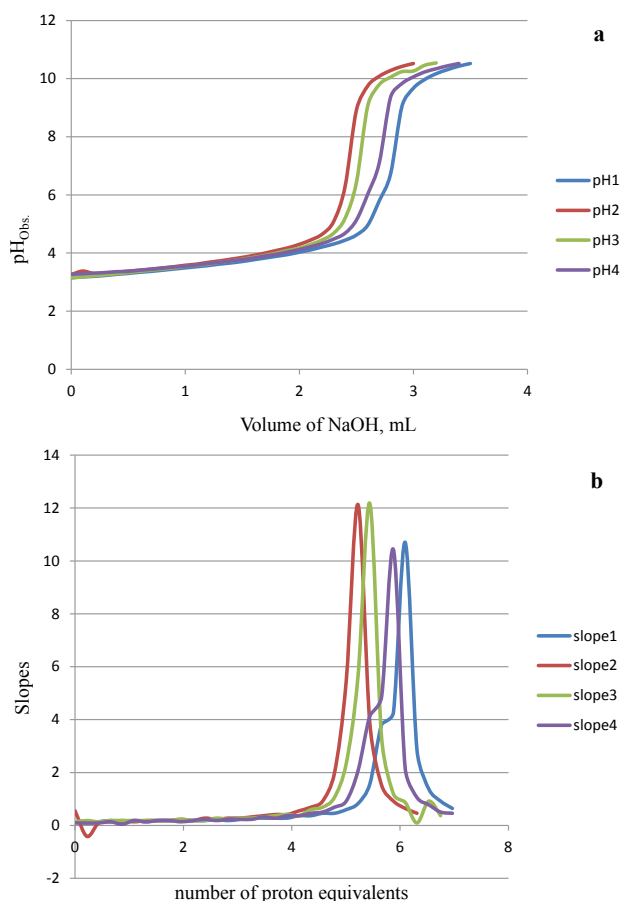 a
12
10
8
6
4
2
0
0 1 2 3 4
pHObs.
Volume of NaOH, mL
pH1
pH2
pH3
pH4
b
14
12
10
8
6
4
2
0
-2
0 2 4 6 8
Slopes
number of proton equivalents
slope1
slope2
slope3
slope4